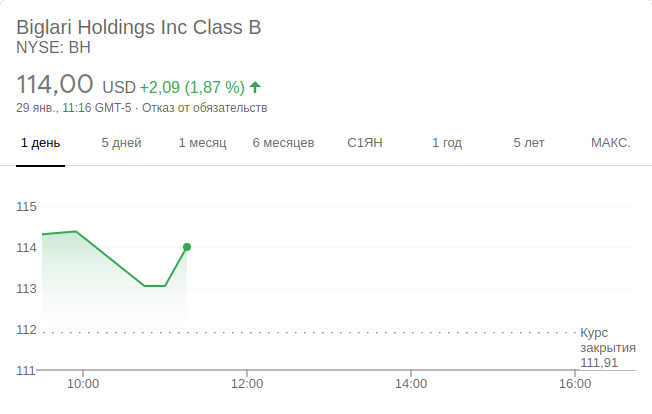 Biglari Holdings Inc Class B
NYSE: BH
114,00 USD +2,09 (1,87 %)
29 янв., 11:16 GMT-5 · Отказ от обязательств
1 день 5 дней 1 месяц 6 месяцев С1ЯН 1 год 5 лет МАКС.
115
114
113
112
Курс
закрытия
111,91
111
10:00 12:00 14:00 16:00